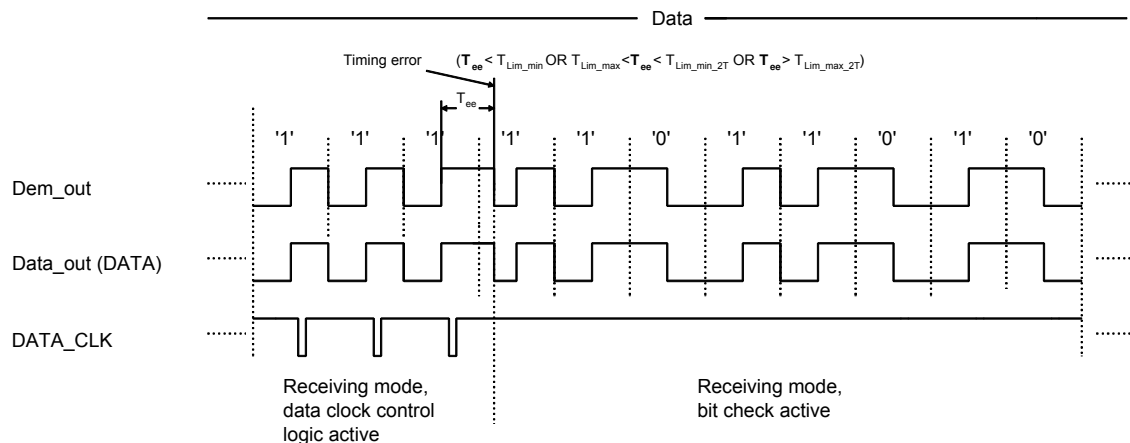 Data
Timing error (Tee < TLim_min OR TLim_max <Tee < TLim_min_2T OR Tee > TLim_max_2T)
Tee
'1' '1' '1' '1' '1' '0' '1' '1' '0' '1' '0'
Dem_out
Data_out (DATA)
DATA_CLK
Receiving mode,
data clock control
logic active
Receiving mode,
bit check active